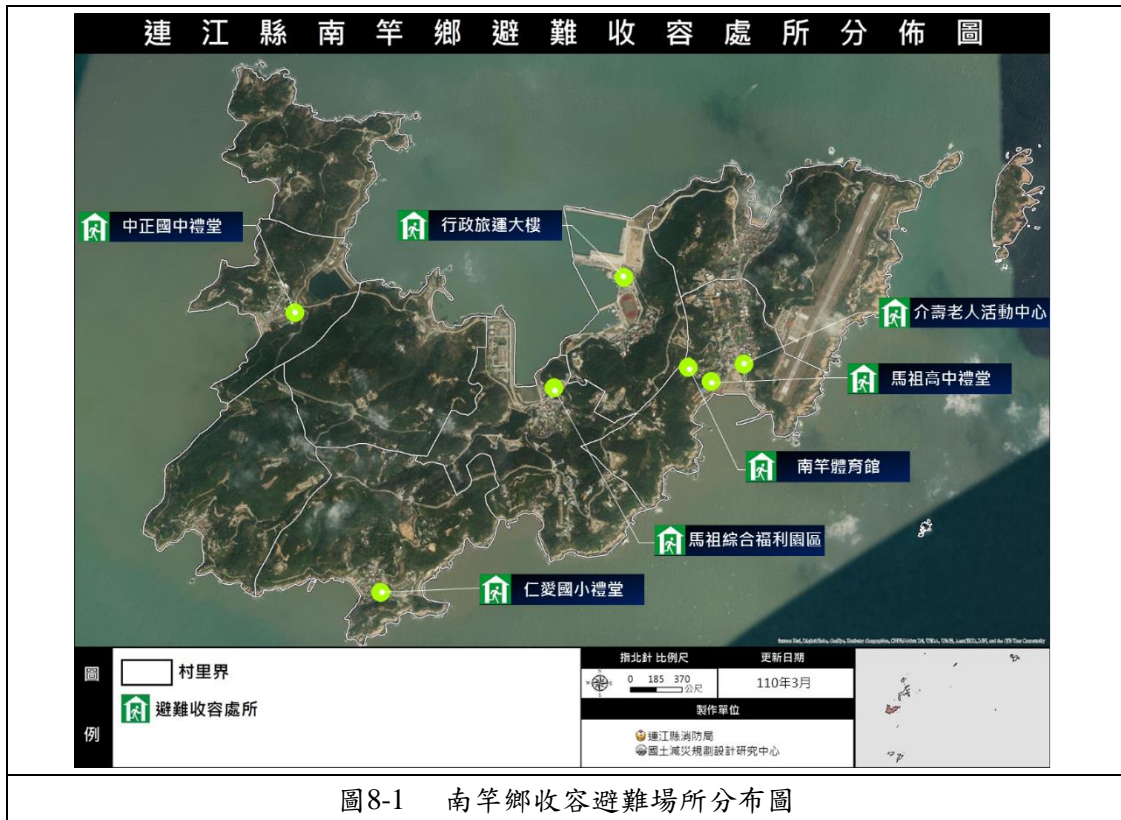 連江縣南竿鄉避難收容處所分佈圖
中正國中禮堂
行政旅運大樓
介壽老人活動中心
馬祖高中禮堂
南竿體育館
馬祖綜合福利園區
仁愛國小禮堂
圖例
村里界
避難收容處所
指北針 比例尺
更新日期
0 185 370
公尺
110年3月
製作單位
連江縣消防局
國土減災規劃設計研究中心
圖8-1 南竿鄉收容避難場所分布圖